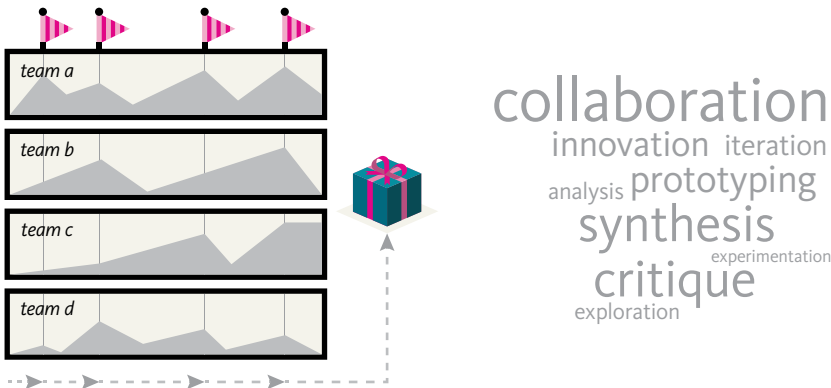 team a
team b
team c
team d
collaboration
innovation iteration
analysis prototyping
synthesis
experimentation
critique
exploration